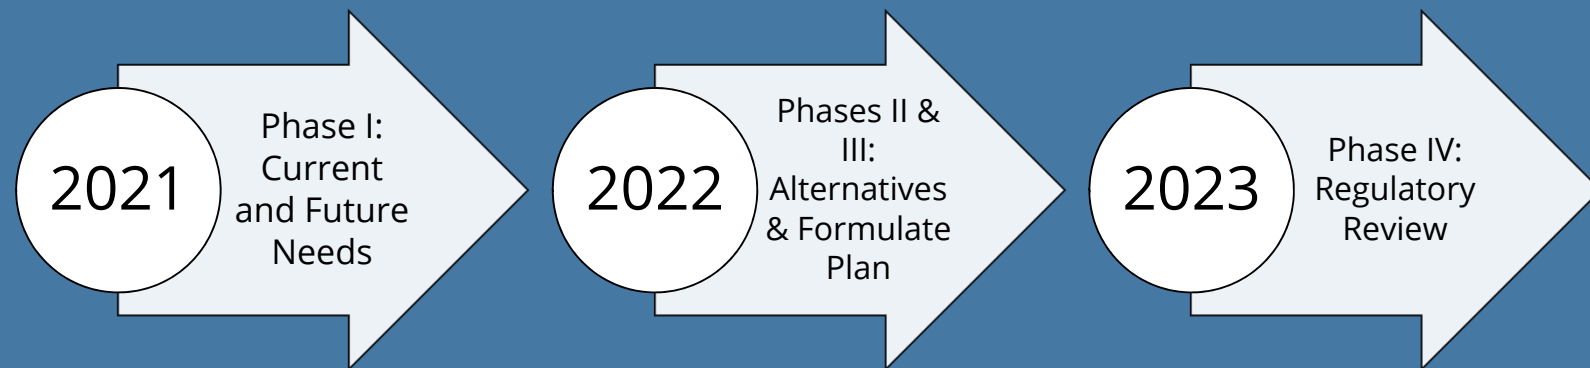 2021
Phase I:
Current
and Future
Needs
2022
Phases II &
III:
Alternatives
& Formulate
Plan
2023
Phase IV:
Regulatory
Review